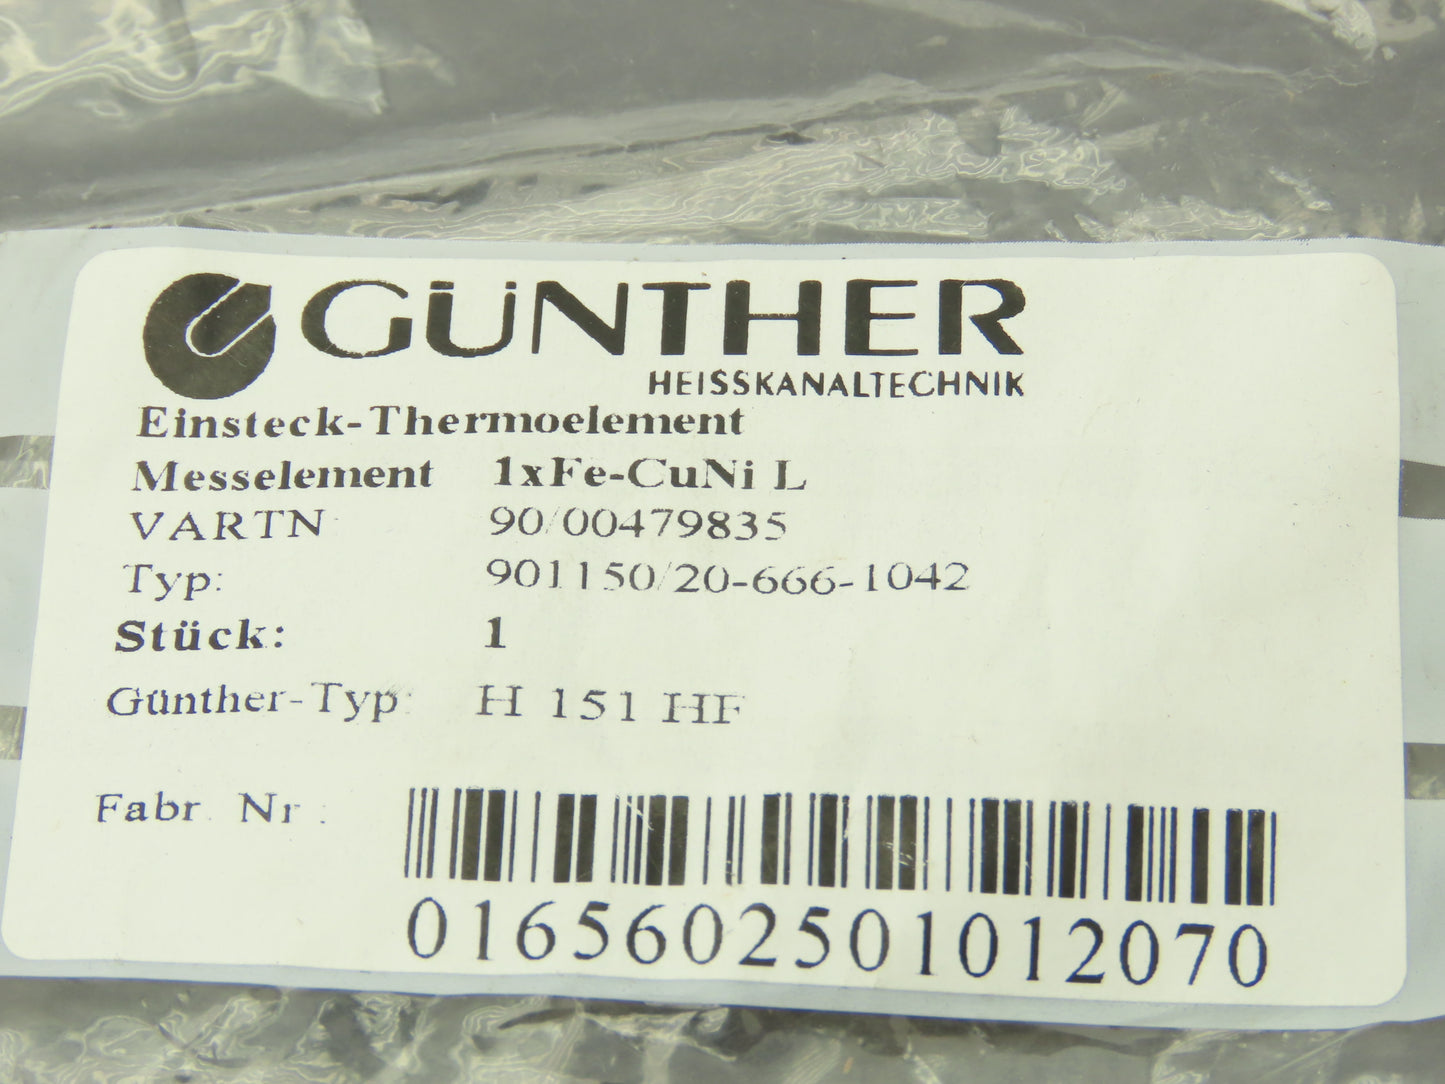 GÜNTHER
HEISSKANALTECHNIK
Einsteck-Thermoelement
Messelement 1xFe-CuNi L
VARTN 90/00479835
Typ: 901150/20-666-1042
Stück: 1
Günther-Typ: H 151 HF
Fabr. Nr.:
0165602501012070